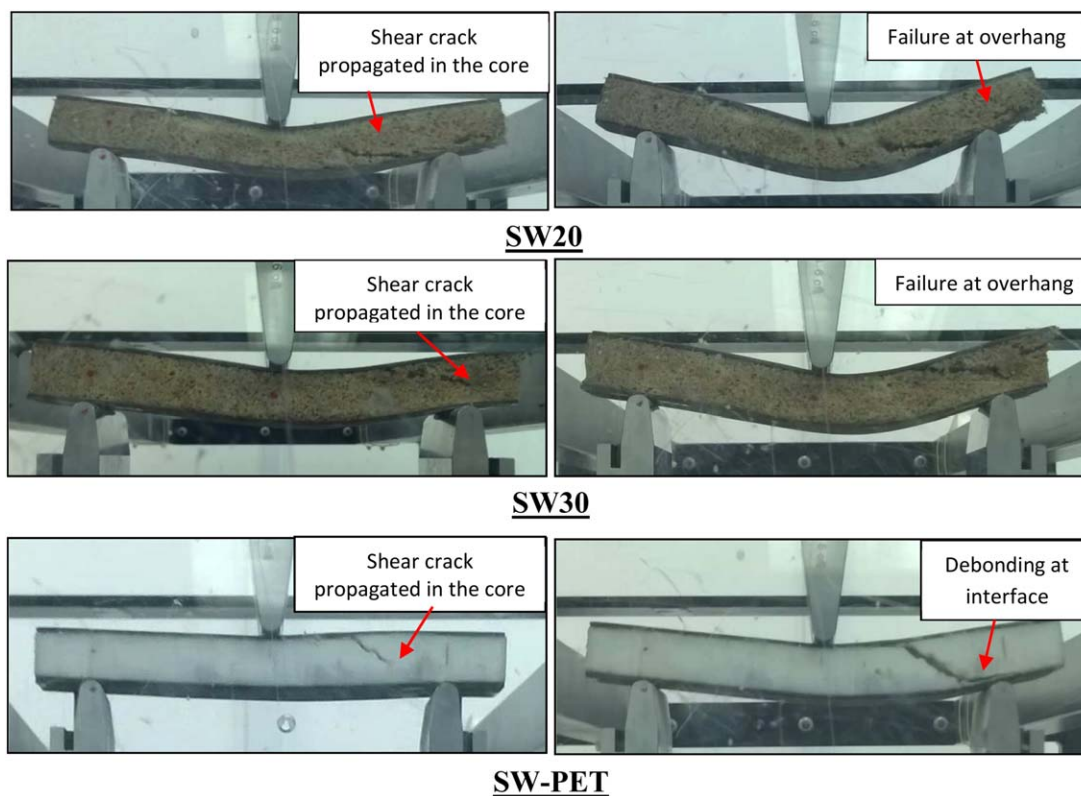 Shear crack
propagated in the core
Failure at overhang
SW20
Shear crack
propagated in the core
Failure at overhang
SW30
Shear crack
propagated in the core
Debonding at
interface
SW-PET